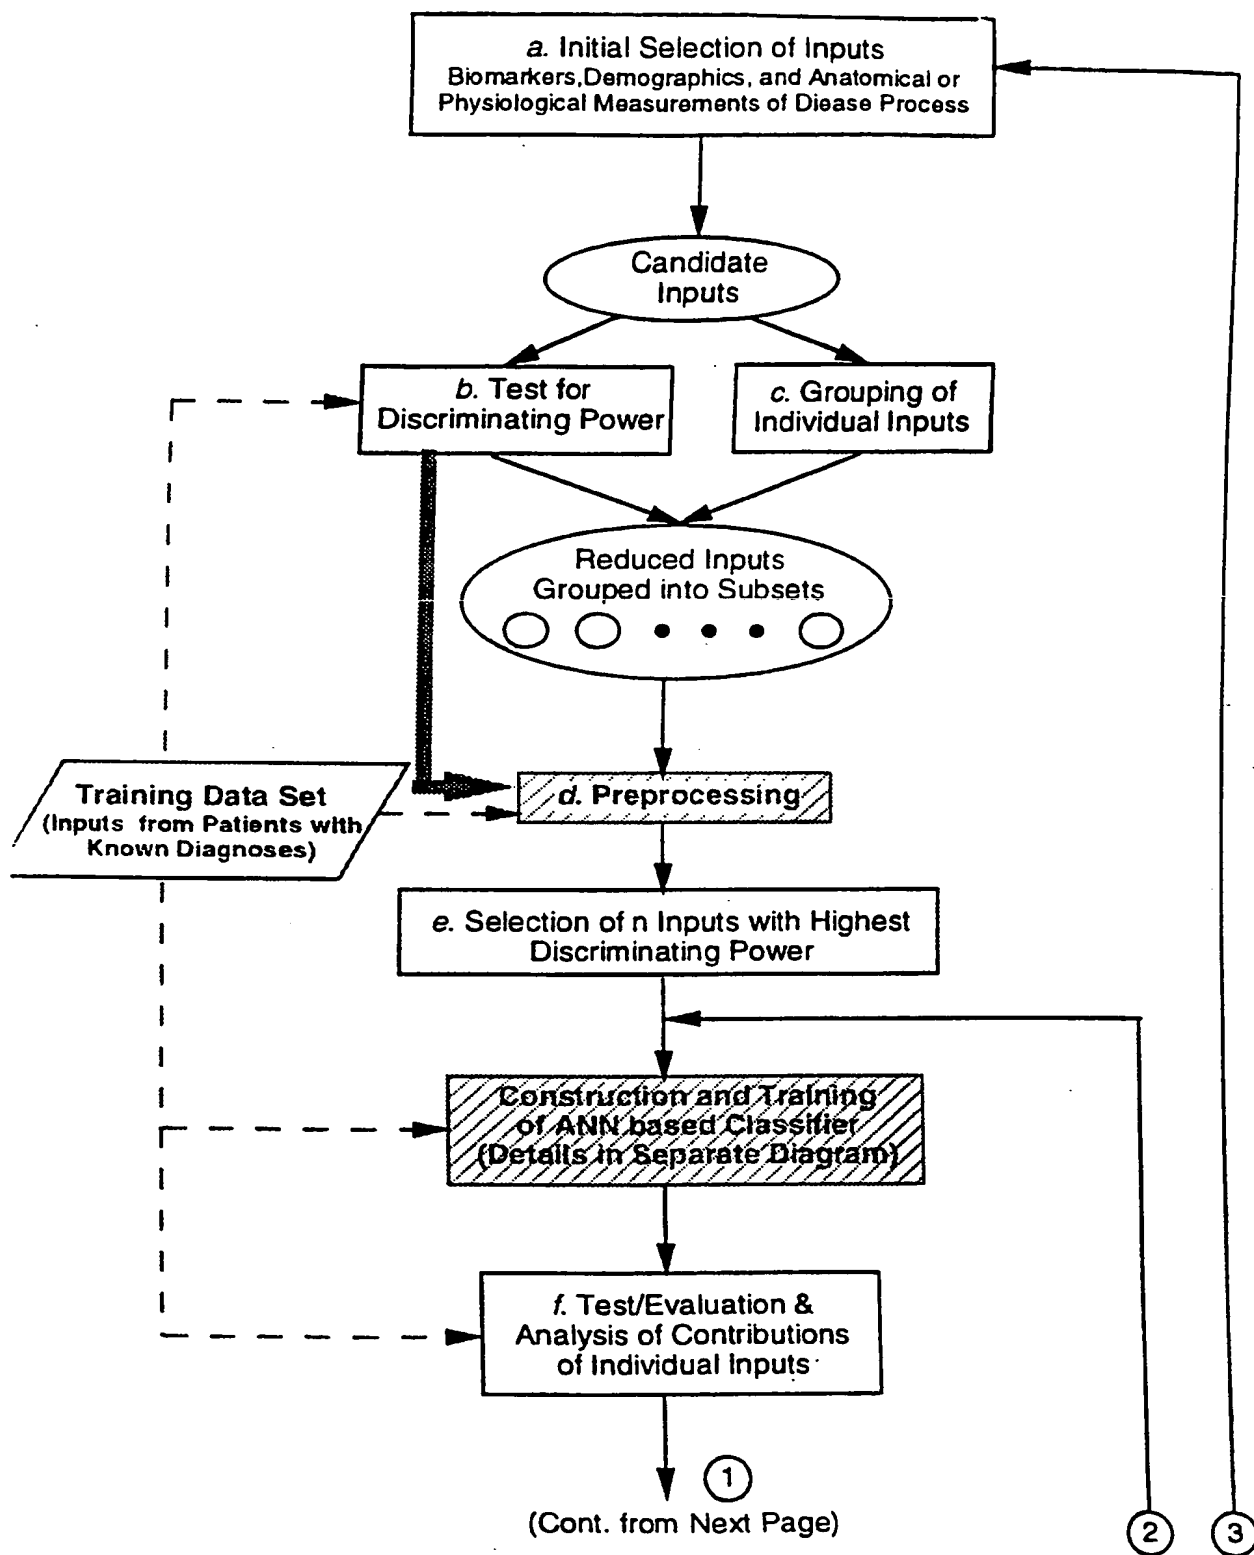 a. Initial Selection of Inputs
Biomarkers,Demographics, and Anatomical or
Physiological Measurements of Diease Process
Candidate
Inputs
b. Test for
Discriminating Power
c. Grouping of
Individual Inputs
Reduced Inputs
Grouped into Subsets
Training Data Set
(Inputs from Patients with
Known Diagnoses)
d. Preprocessing
e. Selection of n Inputs with Highest
Discriminating Power
Construction and Training
of ANN based Classifier
(Details in Separate Diagram)
f. Test/Evaluation &
Analysis of Contributions
of Individual Inputs
1
(Cont. from Next Page)
2
3